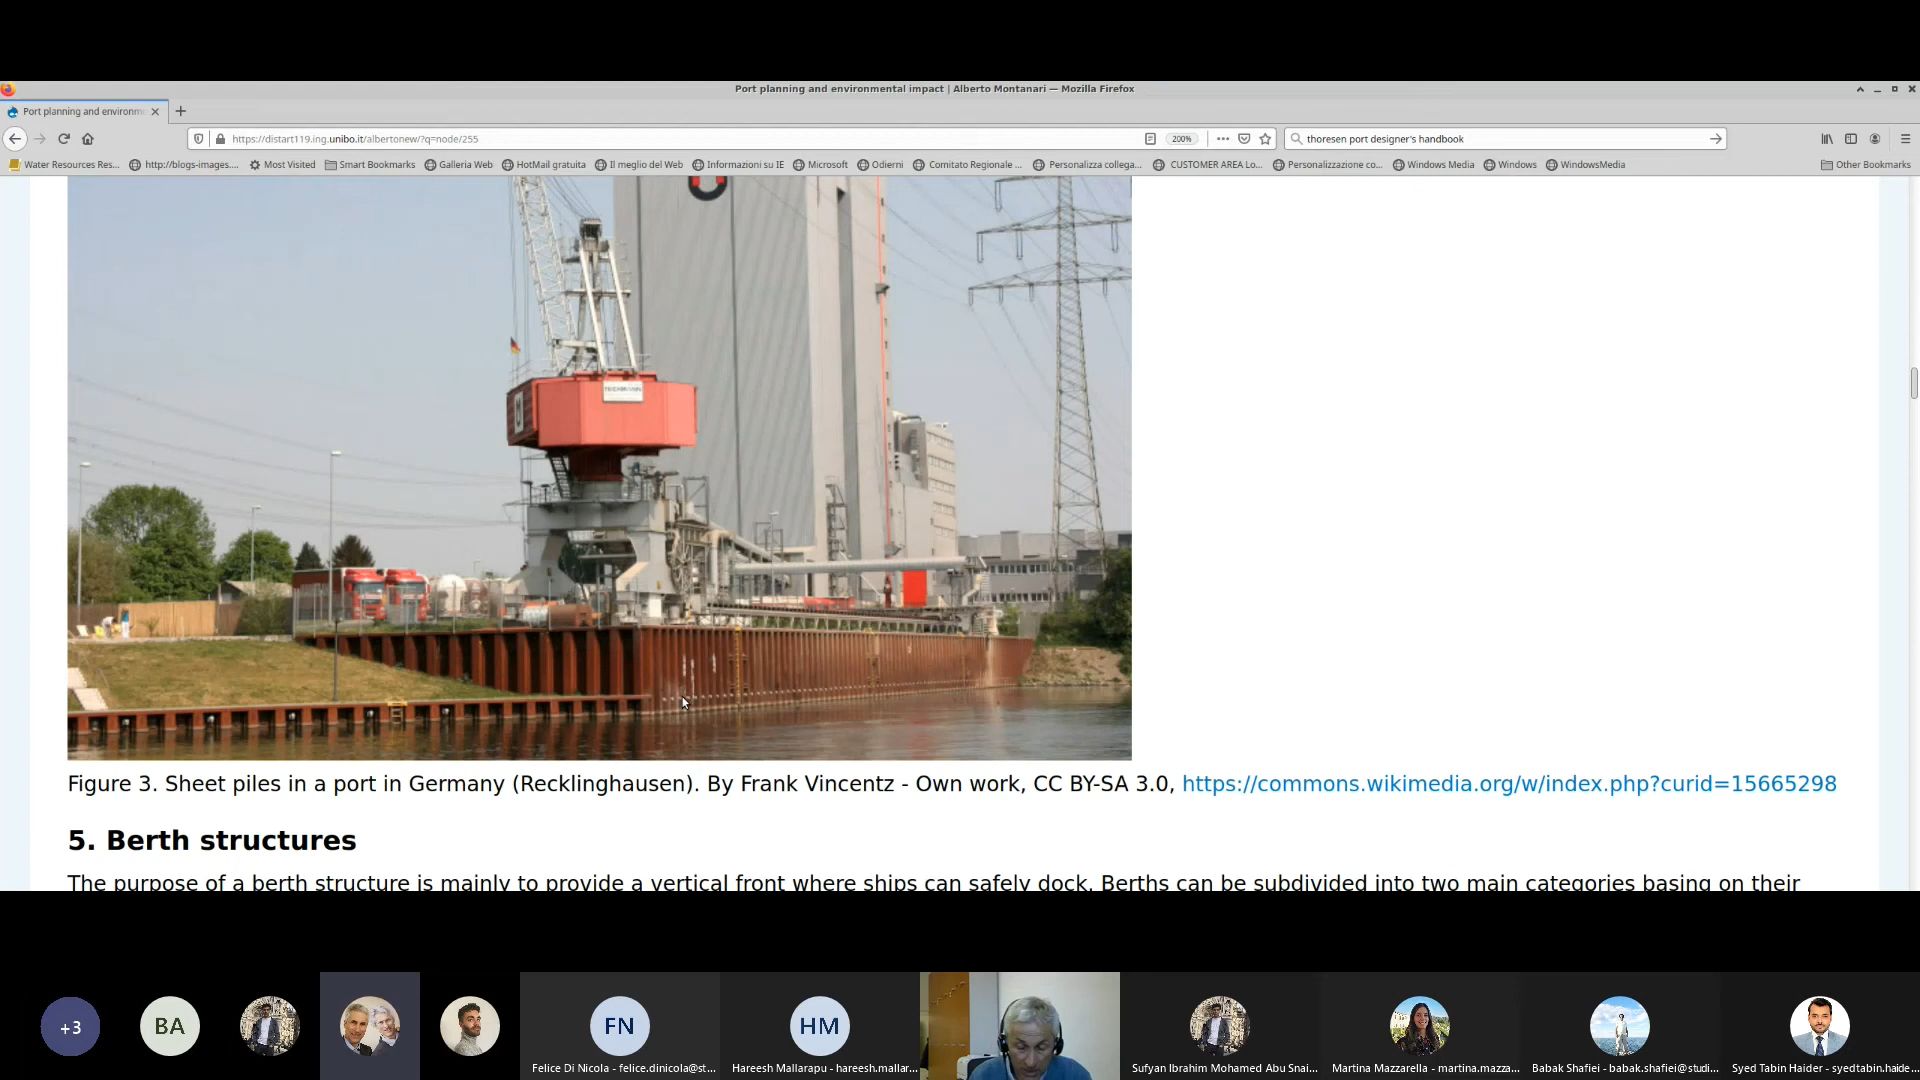 Port planning and environmental impact | Alberto Montanari — Mozilla Firefox
Port planning and environme
https://distart119.ing.unibo.it/albertonew/?q=node/255
200%
thoresen port designer's handbook
Water Resources Res...
http://blogs-images....
Most Visited
Smart Bookmarks
Galleria Web
HotMail gratuita
Il meglio del Web
Informazioni su IE
Microsoft
Odierni
Comitato Regionale ...
Personalizza collega...
CUSTOMER AREA Lo...
Personalizzazione co...
Windows Media
Windows
WindowsMedia
Other Bookmarks
Figure 3. Sheet piles in a port in Germany (Recklinghausen). By Frank Vincentz - Own work, CC BY-SA 3.0, https://commons.wikimedia.org/w/index.php?curid=15665298
5. Berth structures
The purpose of a berth structure is mainly to provide a vertical front where ships can safely dock. Berths can be subdivided into two main categories basing on their
+3
BA
FN
HM
Felice Di Nicola - felice.dinicola@st...
Hareesh Mallarapu - hareesh.mallar...
Sufyan Ibrahim Mohamed Abu Snai...
Martina Mazzarella - martina.mazza...
Babak Shafiei - babak.shafiei@studi...
Syed Tabin Haider - syedtabin.haide...